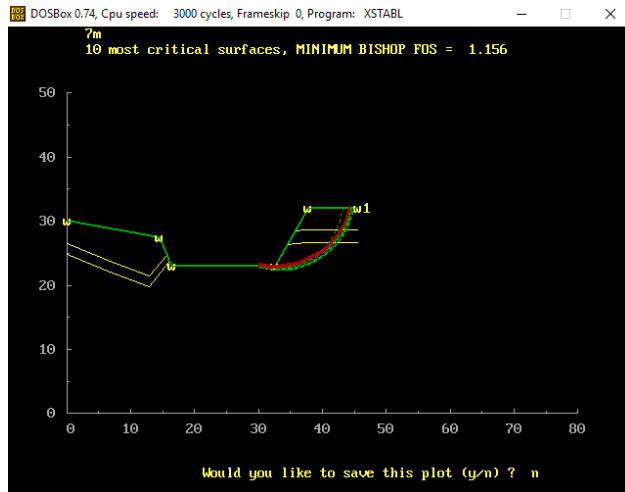 DOSBox 0.74, Cpu speed: 3000 cycles, Frameskip 0, Program: XSTABL
7m
10 most critical surfaces, MINIMUM BISHOP FOS = 1.156
50
40
30
20
10
0
w
w
w
w
w
w 1
w
0 10 20 30 40 50 60 70 80
Would you like to save this plot (y/n) ? n